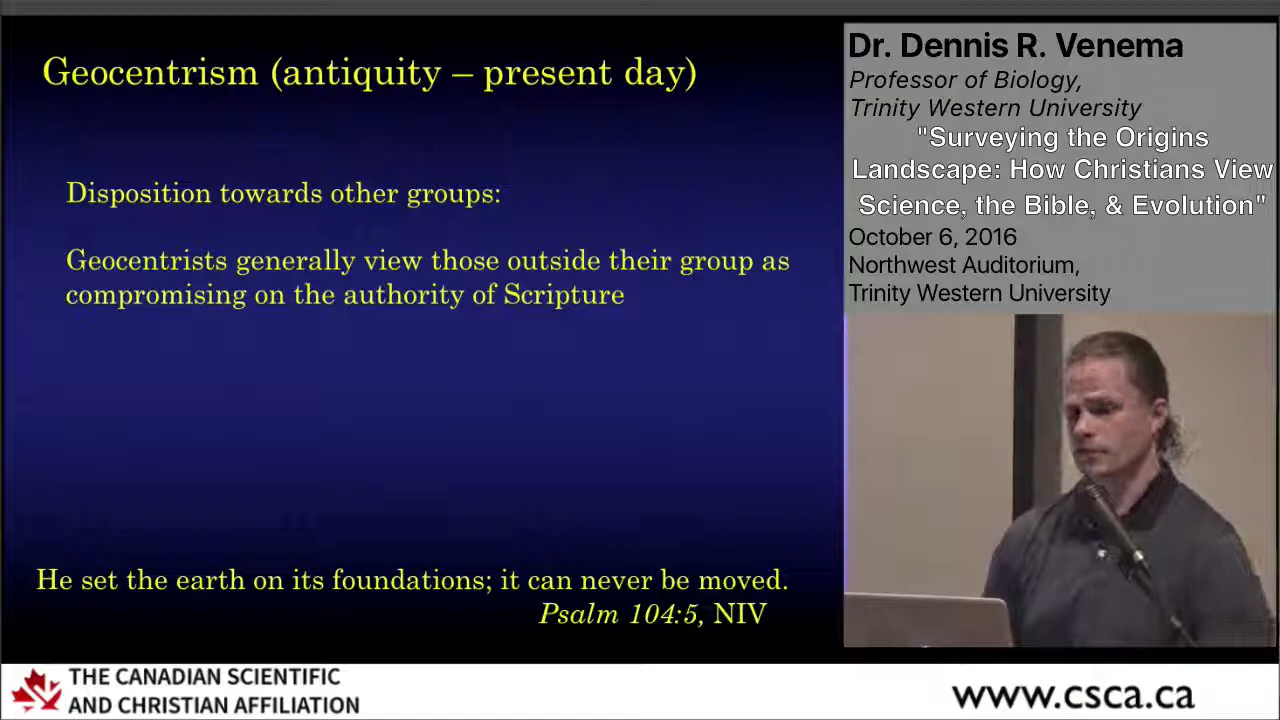 Geocentrism (antiquity – present day)
Disposition towards other groups:
Geocentrists generally view those outside their group as
compromising on the authority of Scripture
He set the earth on its foundations; it can never be moved.
Psalm 104:5, NIV
Dr. Dennis R. Venema
Professor of Biology,
Trinity Western University
"Surveying the Origins
Landscape: How Christians View
Science, the Bible, & Evolution"
October 6, 2016
Northwest Auditorium,
Trinity Western University
THE CANADIAN SCIENTIFIC
AND CHRISTIAN AFFILIATION
www.csca.ca